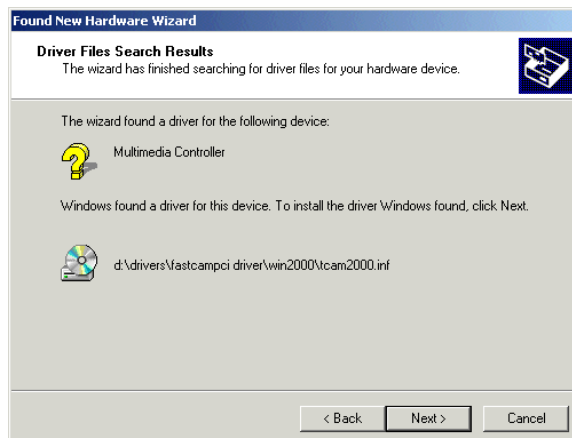 Found New Hardware Wizard
Driver Files Search Results
The wizard has finished searching for driver files for your hardware device.
The wizard found a driver for the following device:
Multimedia Controller
Windows found a driver for this device. To install the driver Windows found, click Next.
d:\drivers\fastcampci driver\win2000\tcam2000.inf
< Back Next > Cancel